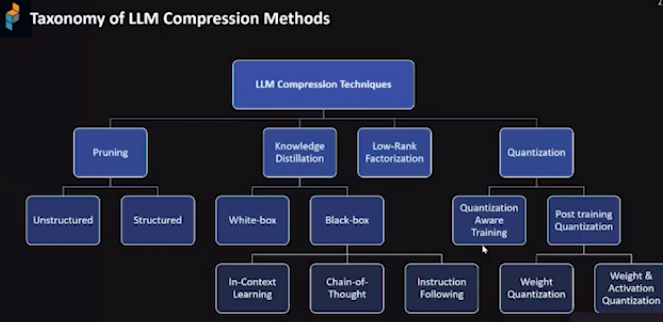 Taxonomy of LLM Compression Methods
LLM Compression Techniques
Pruning
Knowledge
Distillation
Low-Rank
Factorization
Quantization
Unstructured
Structured
White-box
Black-box
Quantization
Aware
Training
Post training
Quantization
In-Context
Learning
Chain-of-
Thought
Instruction
Following
Weight
Quantization
Weight &
Activation
Quantization